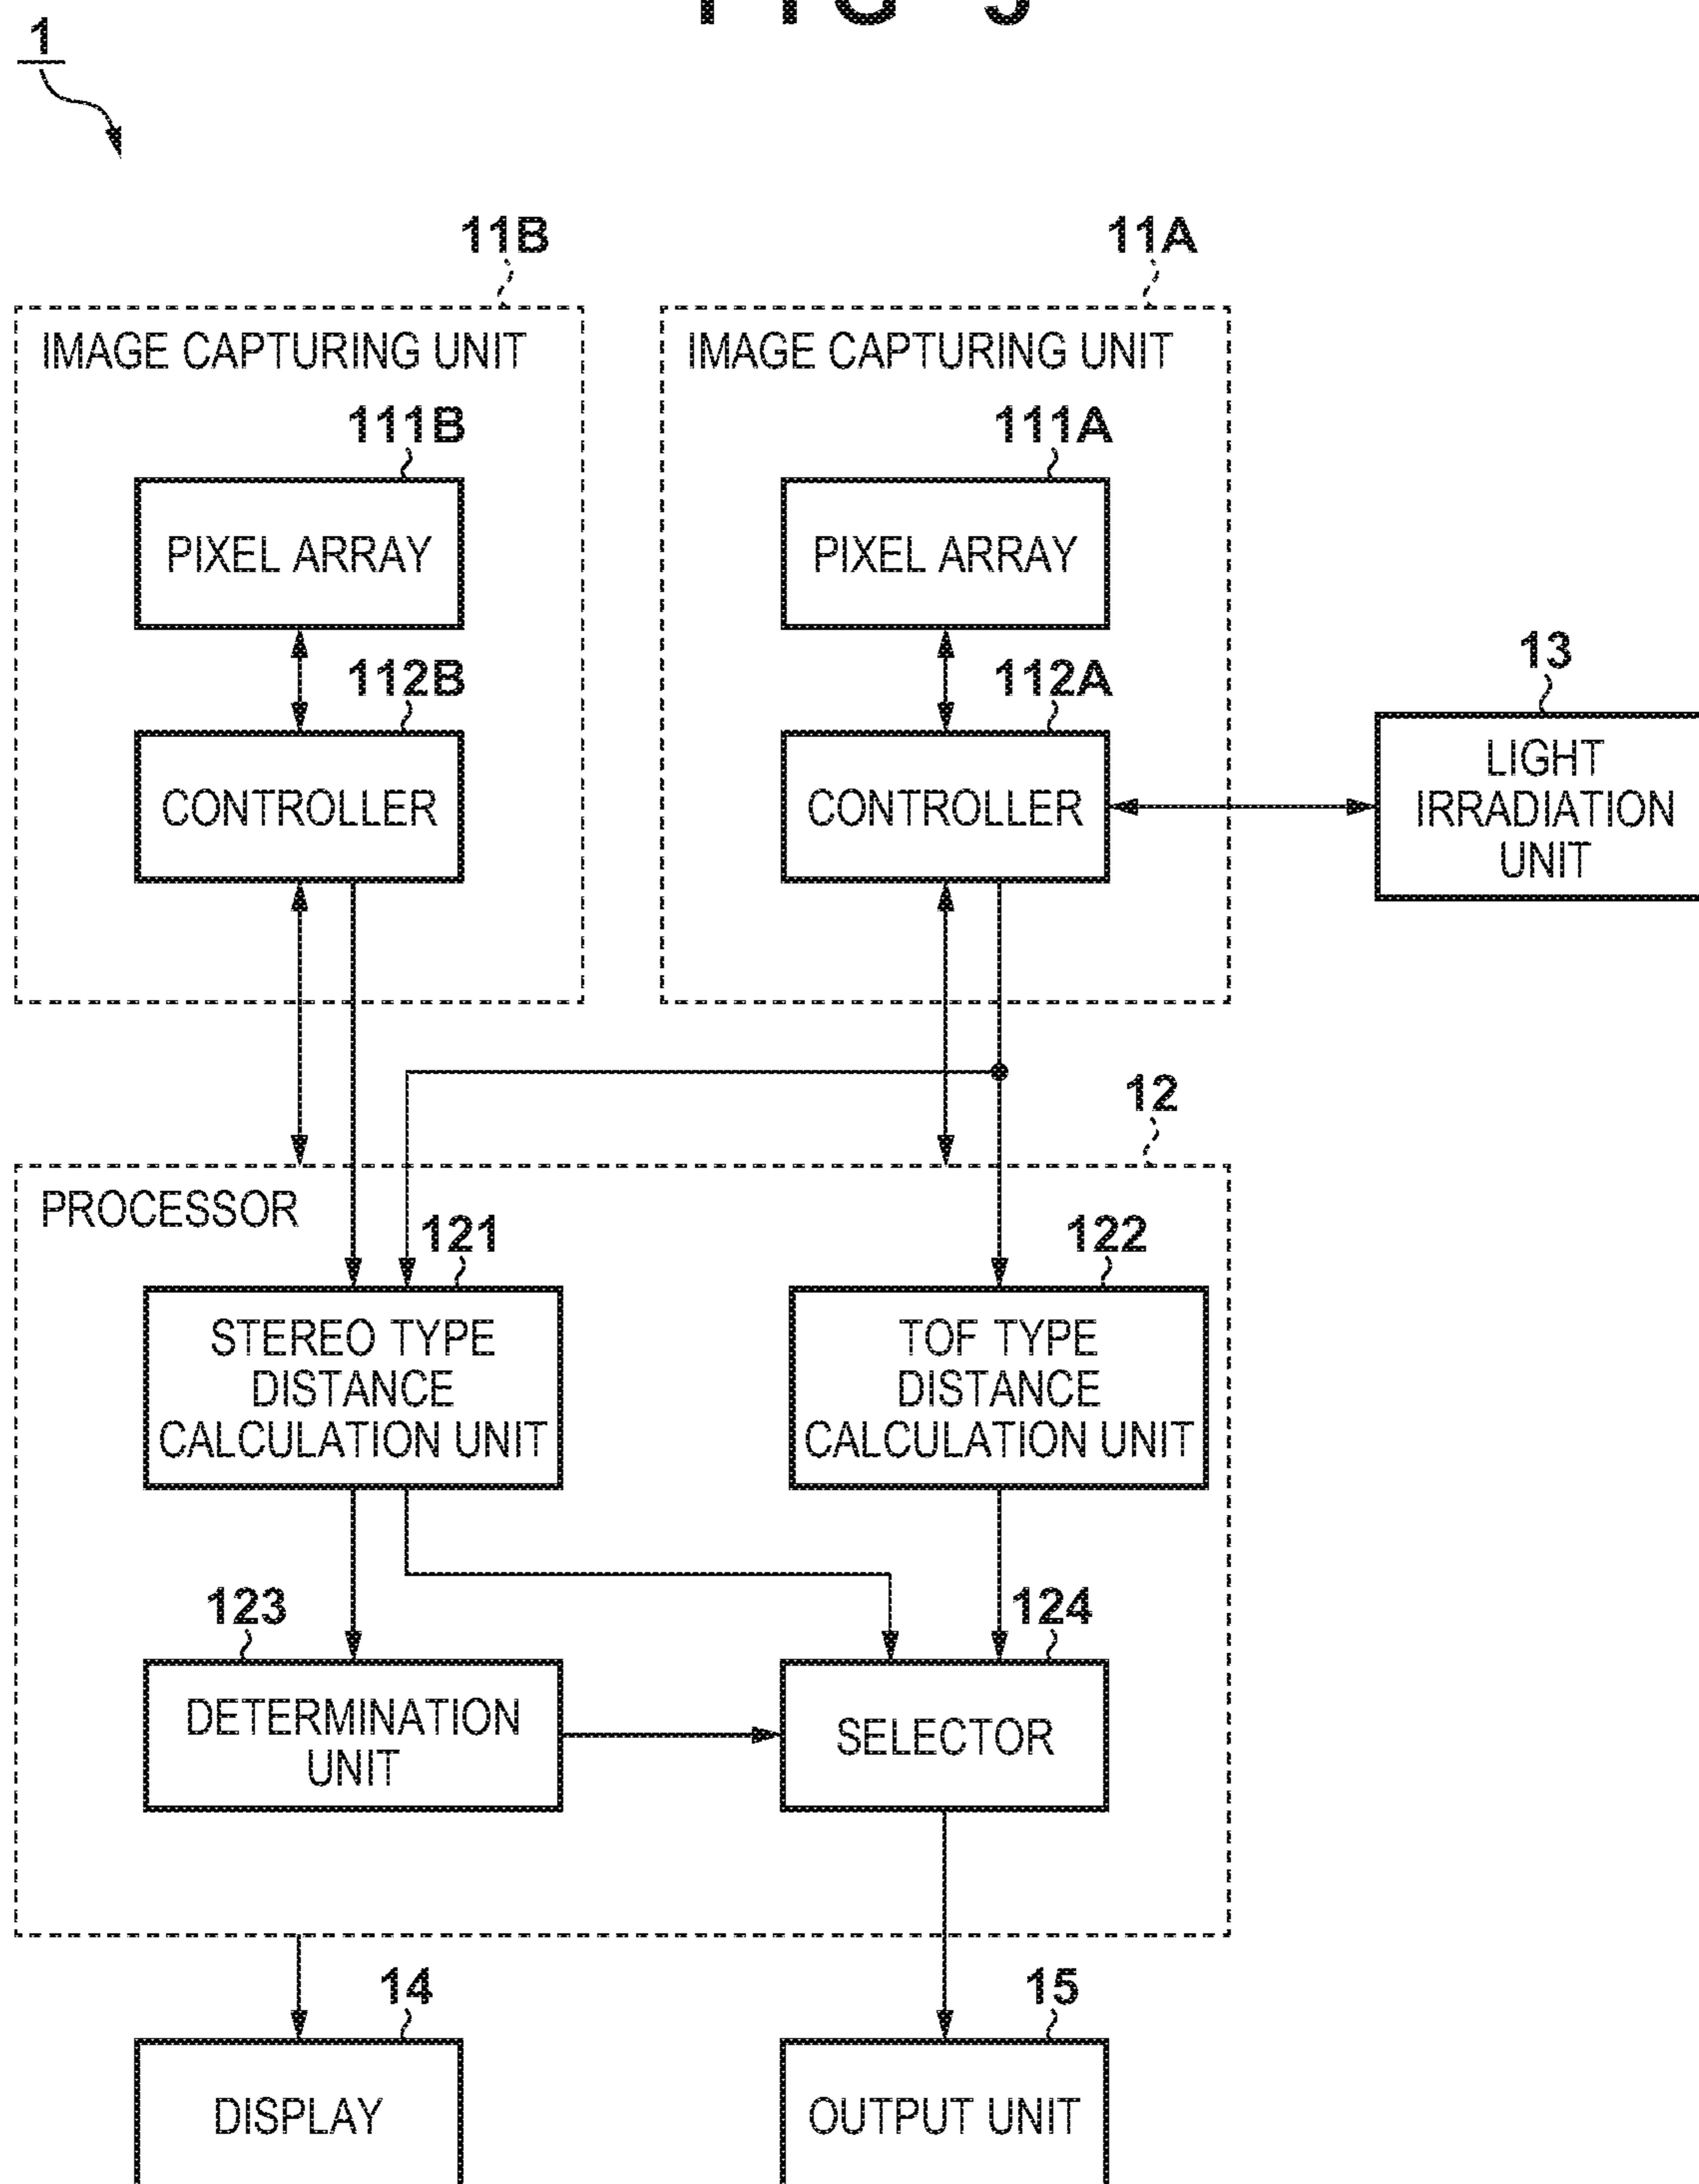 1
11B
11A
IMAGE CAPTURING UNIT
IMAGE CAPTURING UNIT
111B
111A
PIXEL ARRAY
PIXEL ARRAY
112B
112A
13
CONTROLLER
CONTROLLER
LIGHT
IRRADIATION
UNIT
12
PROCESSOR
121
122
STEREO TYPE
DISTANCE
CALCULATION UNIT
TOF TYPE
DISTANCE
CALCULATION UNIT
123
124
DETERMINATION
UNIT
SELECTOR
14
15
DISPLAY
OUTPUT UNIT